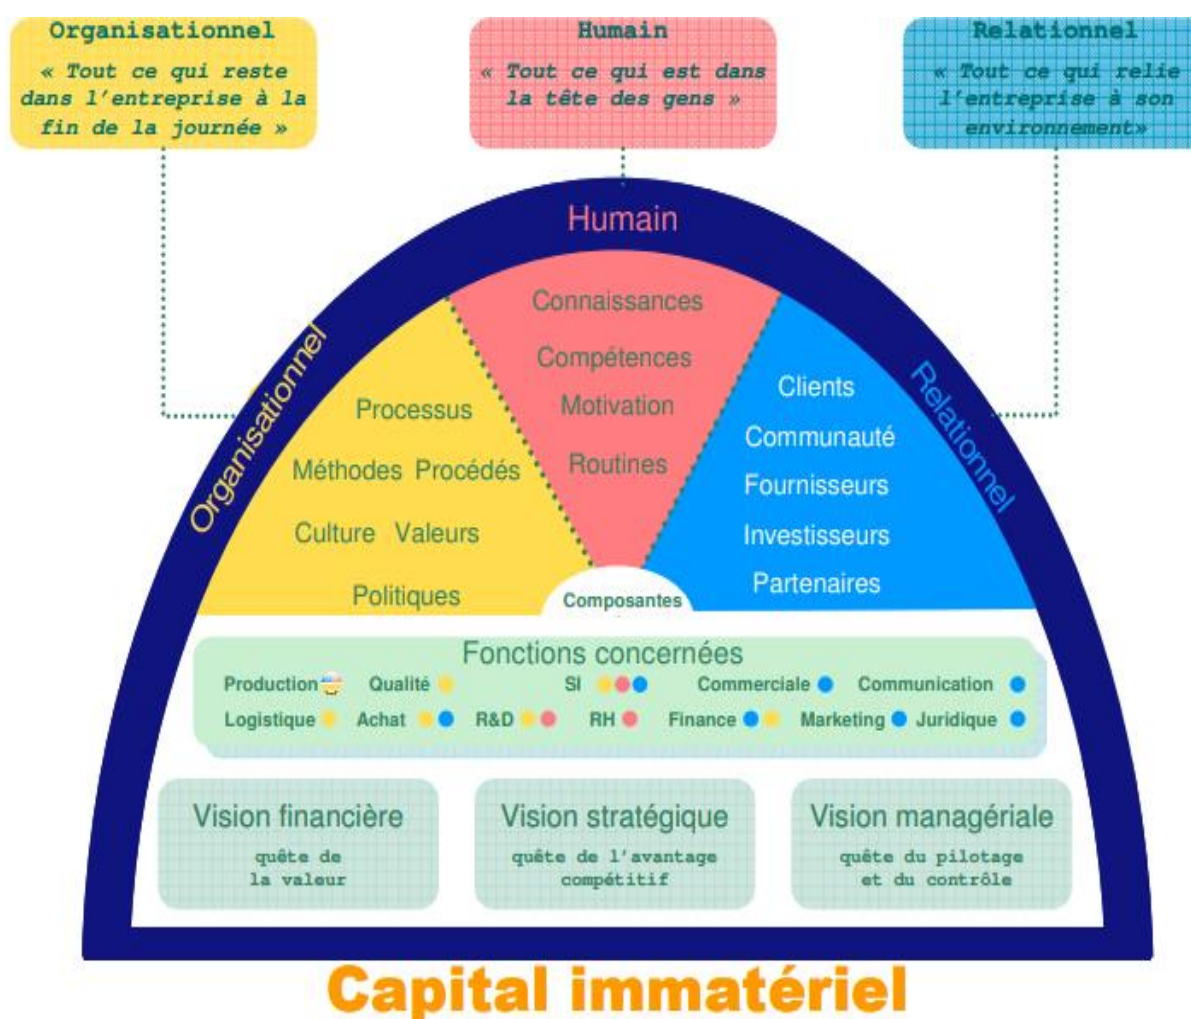 Organisationnel
« Tout ce qui reste
dans l'entreprise à la
fin de la journée »
Humain
« Tout ce qui est dans
la tête des gens »
Relationnel
« Tout ce qui relie
l'entreprise à son
environnement»
Humain
Organisationnel
Relationnel
Processus
Méthodes Procédés
Culture Valeurs
Politiques
Connaissances
Compétences
Motivation
Routines
Clients
Communauté
Fournisseurs
Investisseurs
Partenaires
Composantes
Fonctions concernées
Production Qualité SI Commerciale Communication
Logistique Achat R&D RH Finance Marketing Juridique
Vision financière
quête de
la valeur
Vision stratégique
quête de l'avantage
compétitif
Vision managériale
quête du pilotage
et du contrôle
Capital immatériel